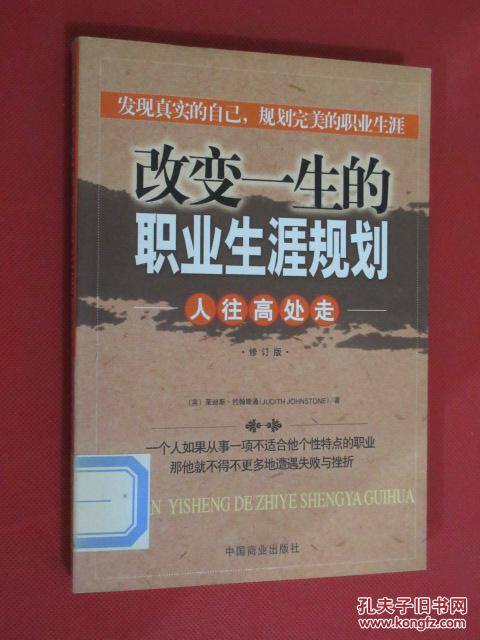 发现真实的自己，规划完美的职业生涯
改变一生的
职业生涯规划
人往高处走
·修订版·
（英）茱迪斯·约翰斯通(JUDITH JOHNSTONE)/著
一个人如果从事一项不适合他个性特点的职业
那他就不得不更多地遭遇失败与挫折
N YISHENG DE ZHIYE SHENGYA GUIHUA
中国商业出版社
孔夫子旧书网
KONGFZ.COM